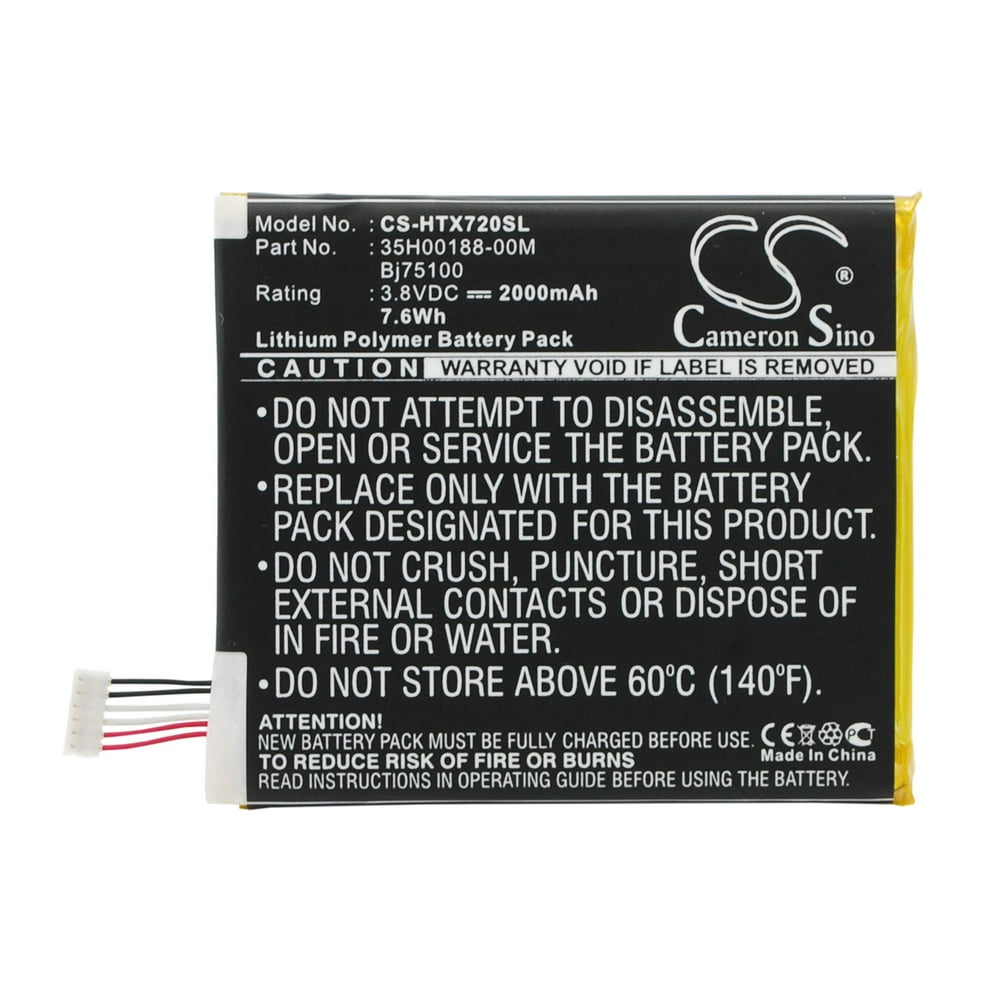 Model No. : CS-HTX720SL
Part No. : 35H00188-00M
Bj75100
Rating : 3.8VDC ⎓ 2000mAh
7.6Wh
Lithium Polymer Battery Pack
CS®
Cameron Sino
CAUTION WARRANTY VOID IF LABEL IS REMOVED
•DO NOT ATTEMPT TO DISASSEMBLE,
OPEN OR SERVICE THE BATTERY PACK.
•REPLACE ONLY WITH THE BATTERY
PACK DESIGNATED FOR THIS PRODUCT.
•DO NOT CRUSH, PUNCTURE, SHORT
EXTERNAL CONTACTS OR DISPOSE OF
IN FIRE OR WATER.
•DO NOT STORE ABOVE 60°C (140°F).
ATTENTION!
NEW BATTERY PACK MUST BE FULLY CHARGED BEFORE USE.
TO REDUCE RISK OF FIRE OR BURNS
READ INSTRUCTIONS IN OPERATING GUIDE BEFORE USING THE BATTERY.
CE
Made In China